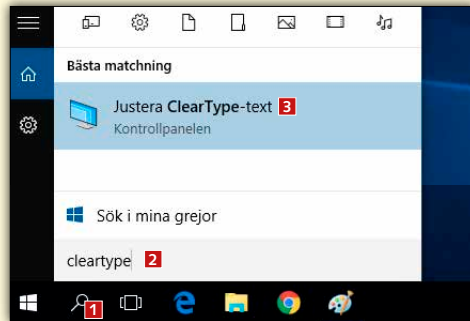 Bästa matchning
Justera ClearType-text 3
Kontrollpanelen
Sök i mina grejor
cleartype 2
1